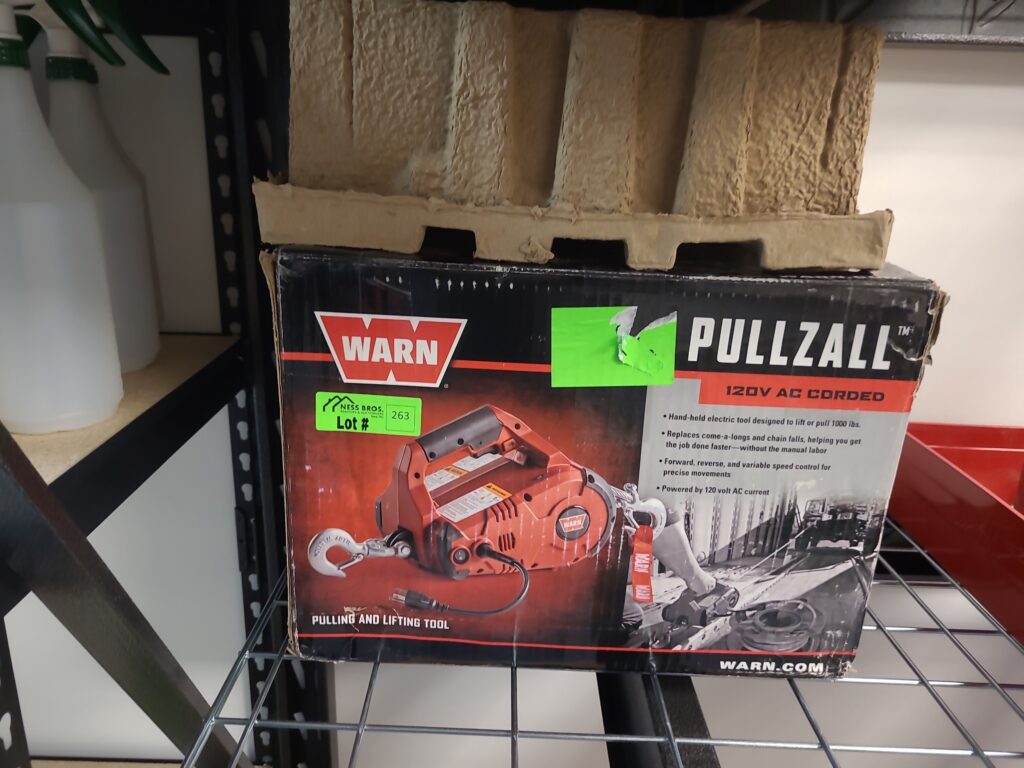 WARN
PULLZALL™
120V AC CORDED
NESS BROS.
Lot # 263
• Hand-held electric tool designed to lift or pull 1000 lbs.
• Replaces come-a-longs and chain falls, helping you get
the job done faster—without the manual labor
• Forward, reverse, and variable speed control for
precise movements
• Powered by 120 volt AC current
WARN
WARN
PULLING AND LIFTING TOOL
WARN.COM